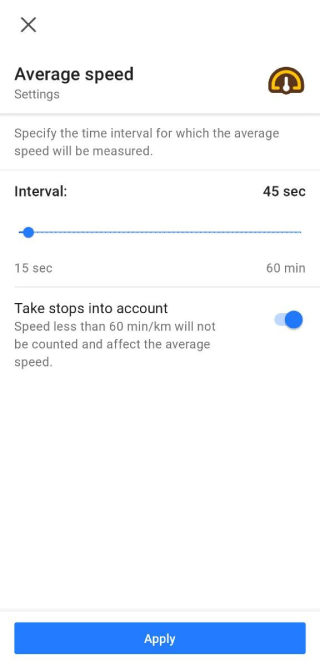 Average speed
Settings
Specify the time interval for which the average
speed will be measured.
Interval: 45 sec
15 sec 60 min
Take stops into account
Speed less than 60 min/km will not
be counted and affect the average
speed.
Apply